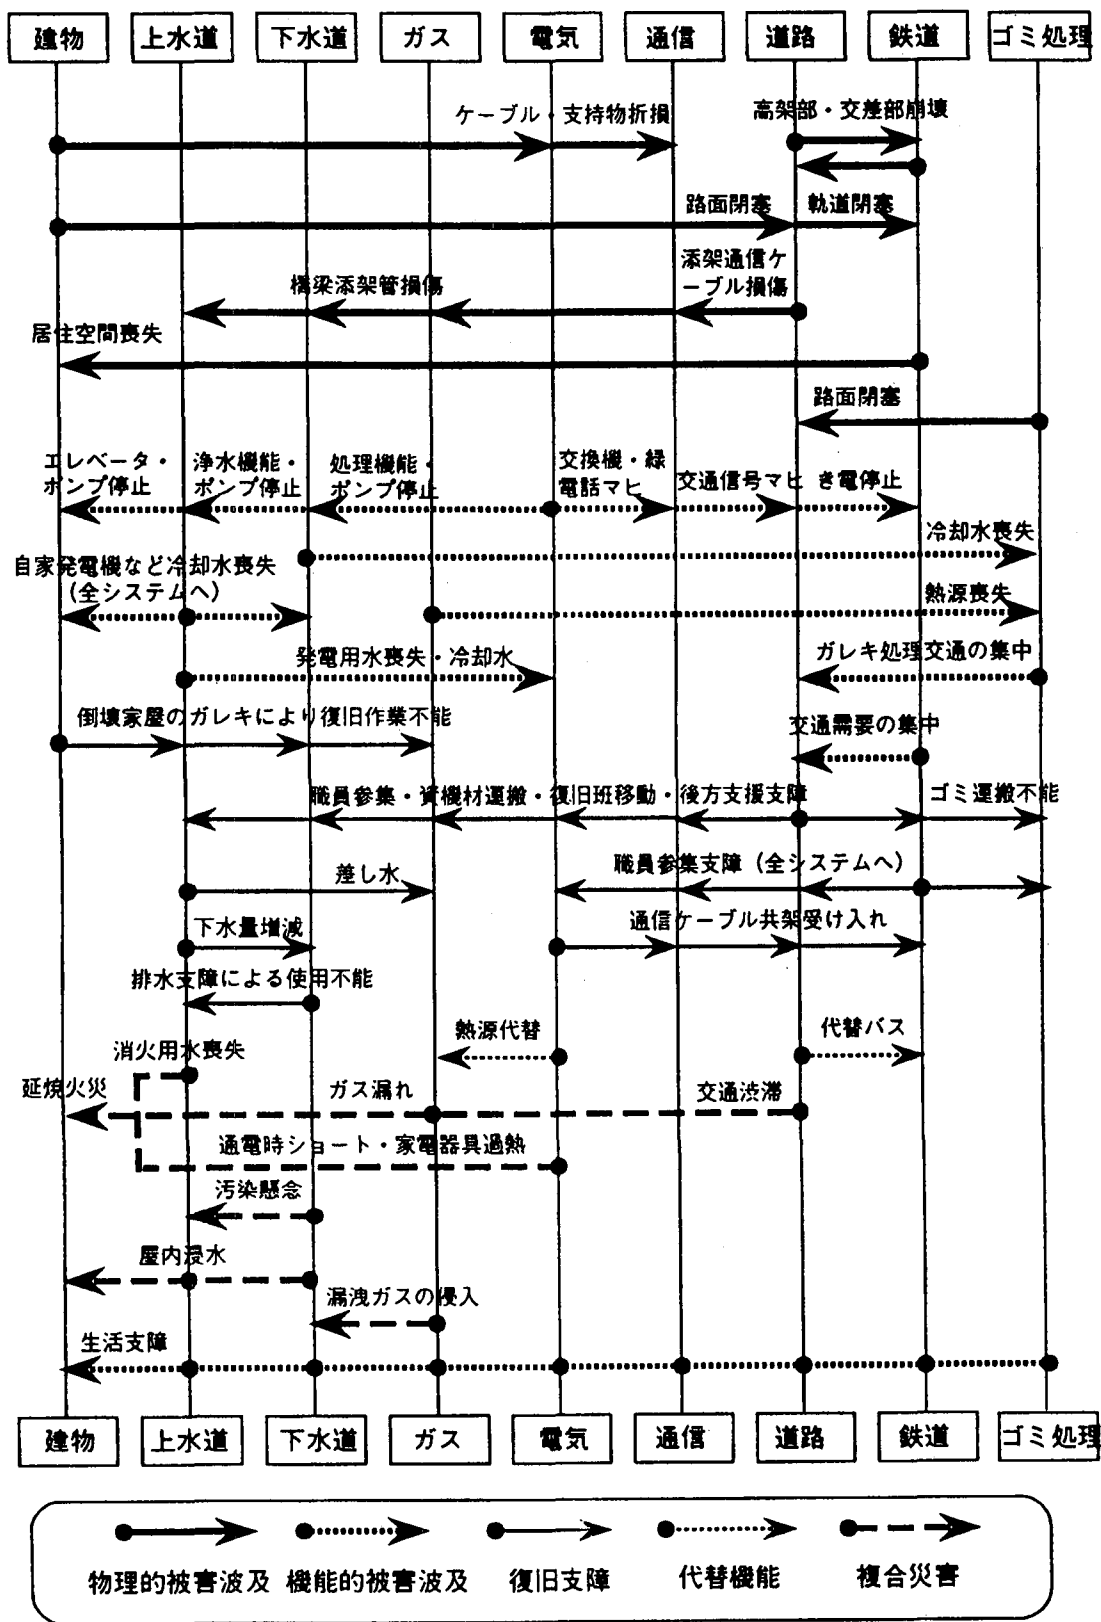 建物 上水道 下水道 ガス 電気 通信 道路 鉄道 ゴミ処理
ケーブル・支持物折損
高架部・交差部崩壊
路面閉塞 軌道閉塞
添架通信ケ
ーブル損傷
橋梁添架管損傷
居住空間喪失
路面閉塞
エレベータ・
ポンプ停止
浄水機能・
ポンプ停止
処理機能・
ポンプ停止
交換機・緑
電話マヒ
交通信号マヒ き電停止
冷却水喪失
自家発電機など冷却水喪失
(全システムへ)
熱源喪失
発電用水喪失・冷却水
ガレキ処理交通の集中
倒壊家屋のガレキにより復旧作業不能
交通需要の集中
職員参集・資機材運搬・復旧班移動・後方支援支障
ゴミ運搬不能
差し水
職員参集支障(全システムへ)
下水量増減
通信ケーブル共架受け入れ
排水支障による使用不能
熱源代替
代替バス
消火用水喪失
延焼火災
ガス漏れ
交通渋滞
通電時ショート・家電器具過熱
汚染懸念
屋内浸水
漏洩ガスの侵入
生活支障
建物 上水道 下水道 ガス 電気 通信 道路 鉄道 ゴミ処理
物理的被害波及 機能的被害波及 復旧支障 代替機能 複合災害